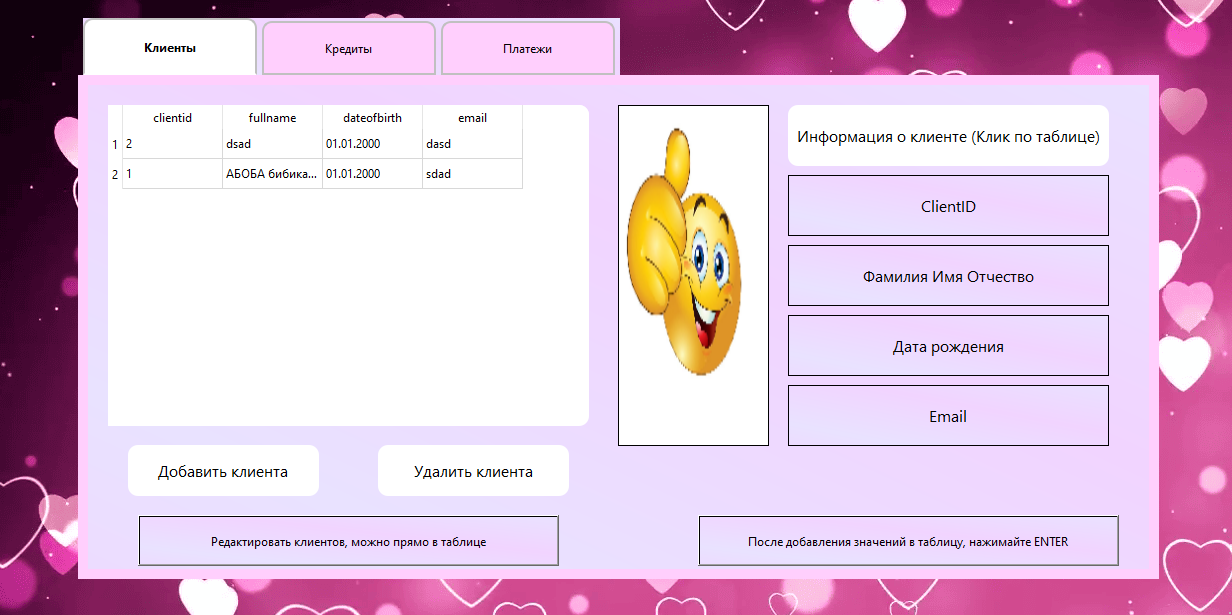 Клиенты
Кредиты
Платежи
clientid fullname dateofbirth email
1 2 dsad 01.01.2000 dasd
2 1 АБОБА бибика... 01.01.2000 sdad
Информация о клиенте (Клик по таблице)
ClientID
Фамилия Имя Отчество
Дата рождения
Email
Добавить клиента
Удалить клиента
Редактировать клиентов, можно прямо в таблице
После добавления значений в таблицу, нажимайте ENTER